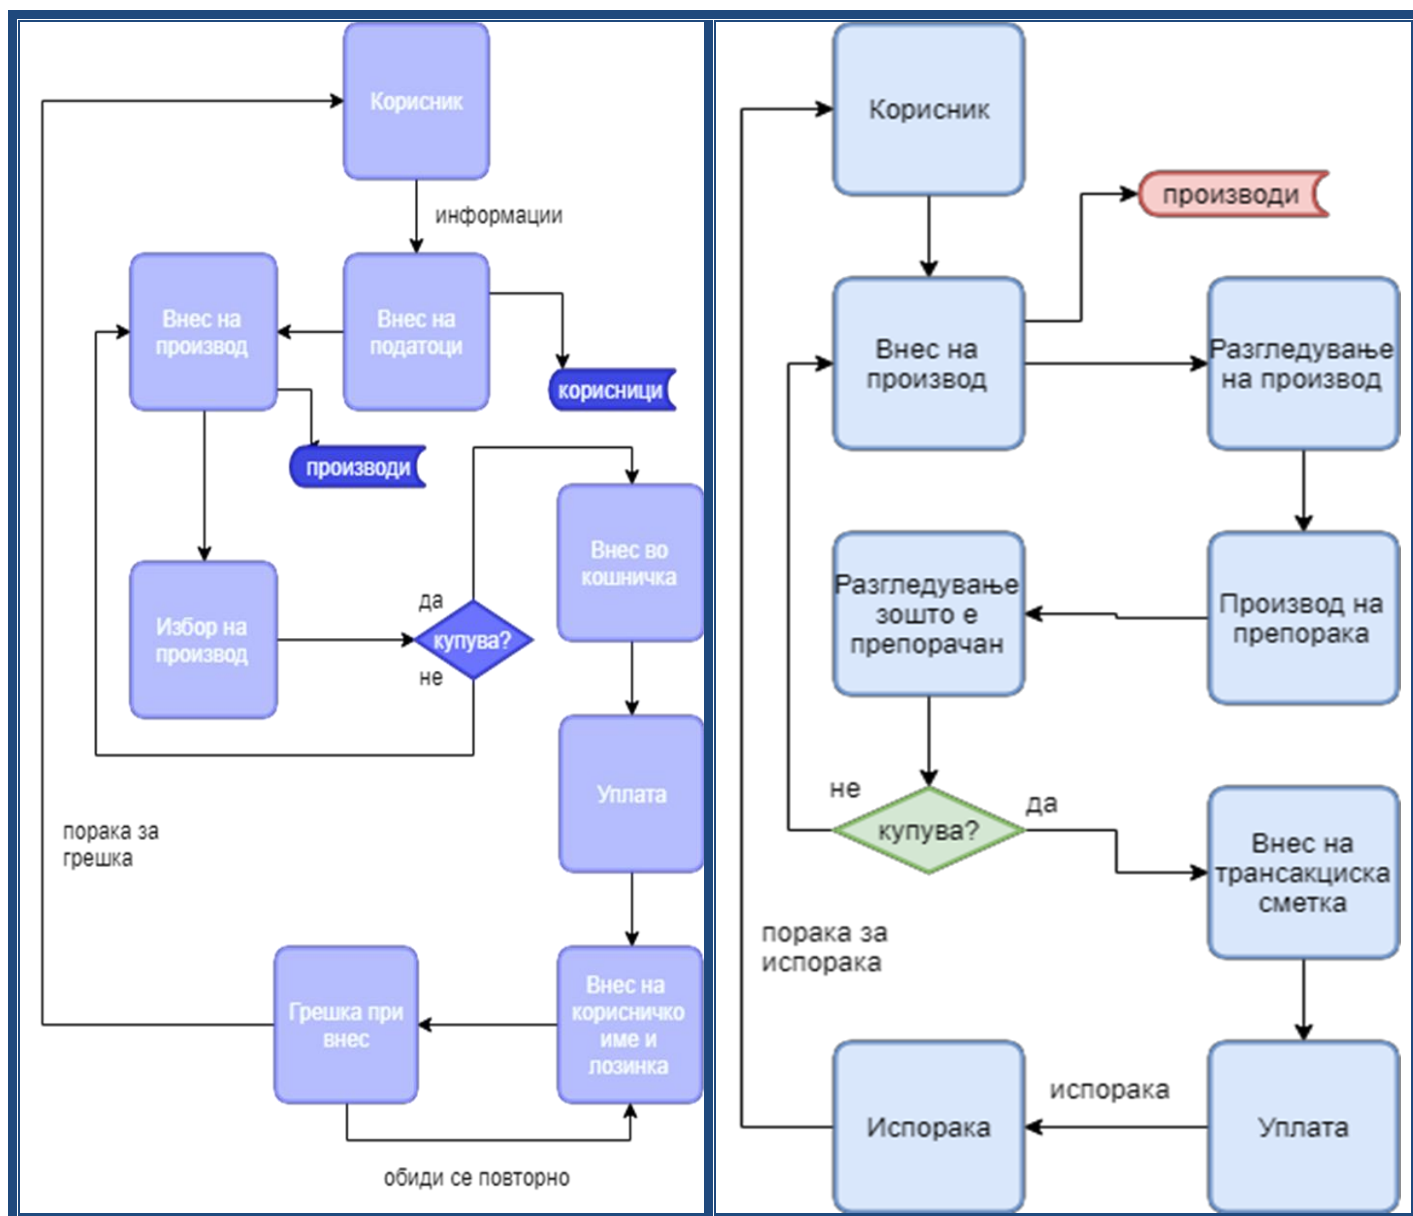 Корисник
информации
Внес на
производ
Внес на
податоци
корисници
производи
Внес во
кошничка
да
купува?
не
Избор на
производ
Уплата
порака за
грешка
Грешка при
внес
Внес на
корисничко
име и
лозинка
обиди се повторно
Корисник
производи
Внес на
производ
Разгледување
на производ
Разгледување
зошто е
препорачан
Производ на
препорака
не
купува?
да
Внес на
трансакциска
сметка
порака за
испорака
Испорака
испорака
Уплата